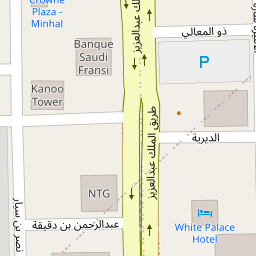 Crowne
Plaza -
Minhal
طريق الملك عبدالعزيز
ذو المعالي
Banque
Saudi
Fransi
P
Kanoo
Tower
طريق الملك عبدالعزيز
الديرية
NTG
نصر بن سيار
عبدالرحمن بن دقيقة
White Palace
Hotel